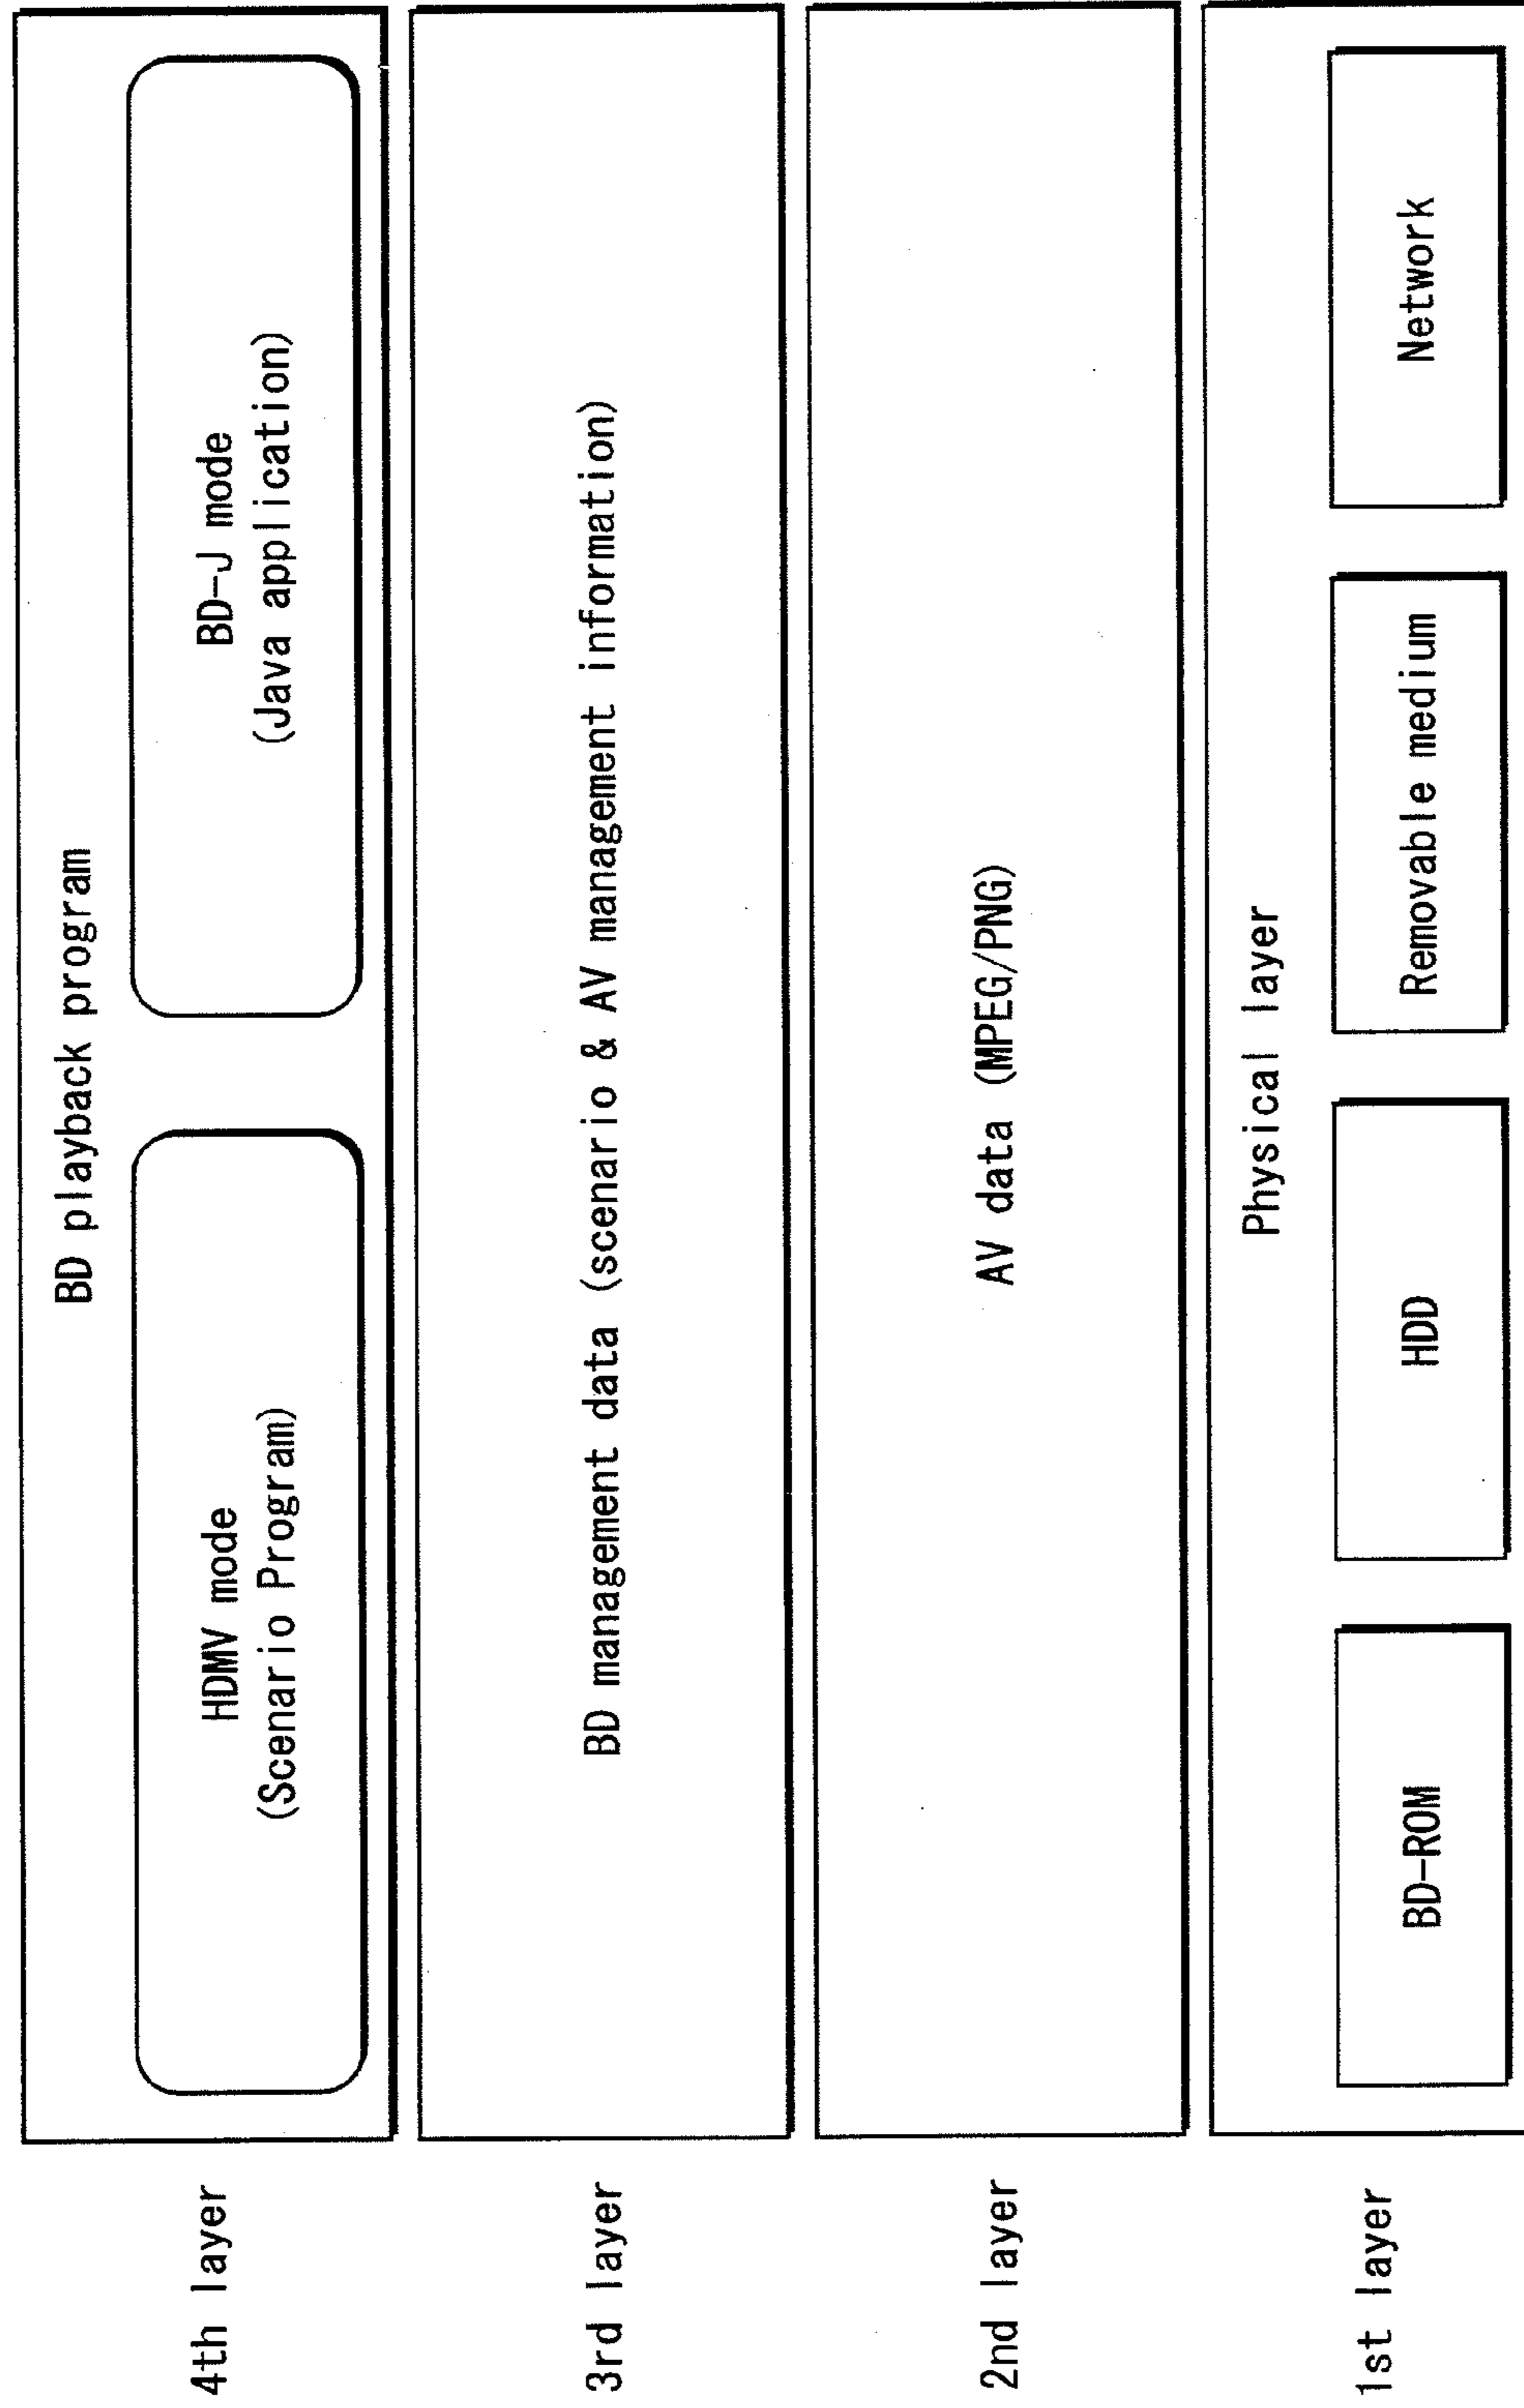 4th layer
BD playback program
HDMV mode
(Scenario Program)
BD-J mode
(Java application)
3rd layer
BD management data (scenario & AV management information)
2nd layer
AV data (MPEG/PNG)
1st layer
Physical layer
BD-ROM
HDD
Removable medium
Network